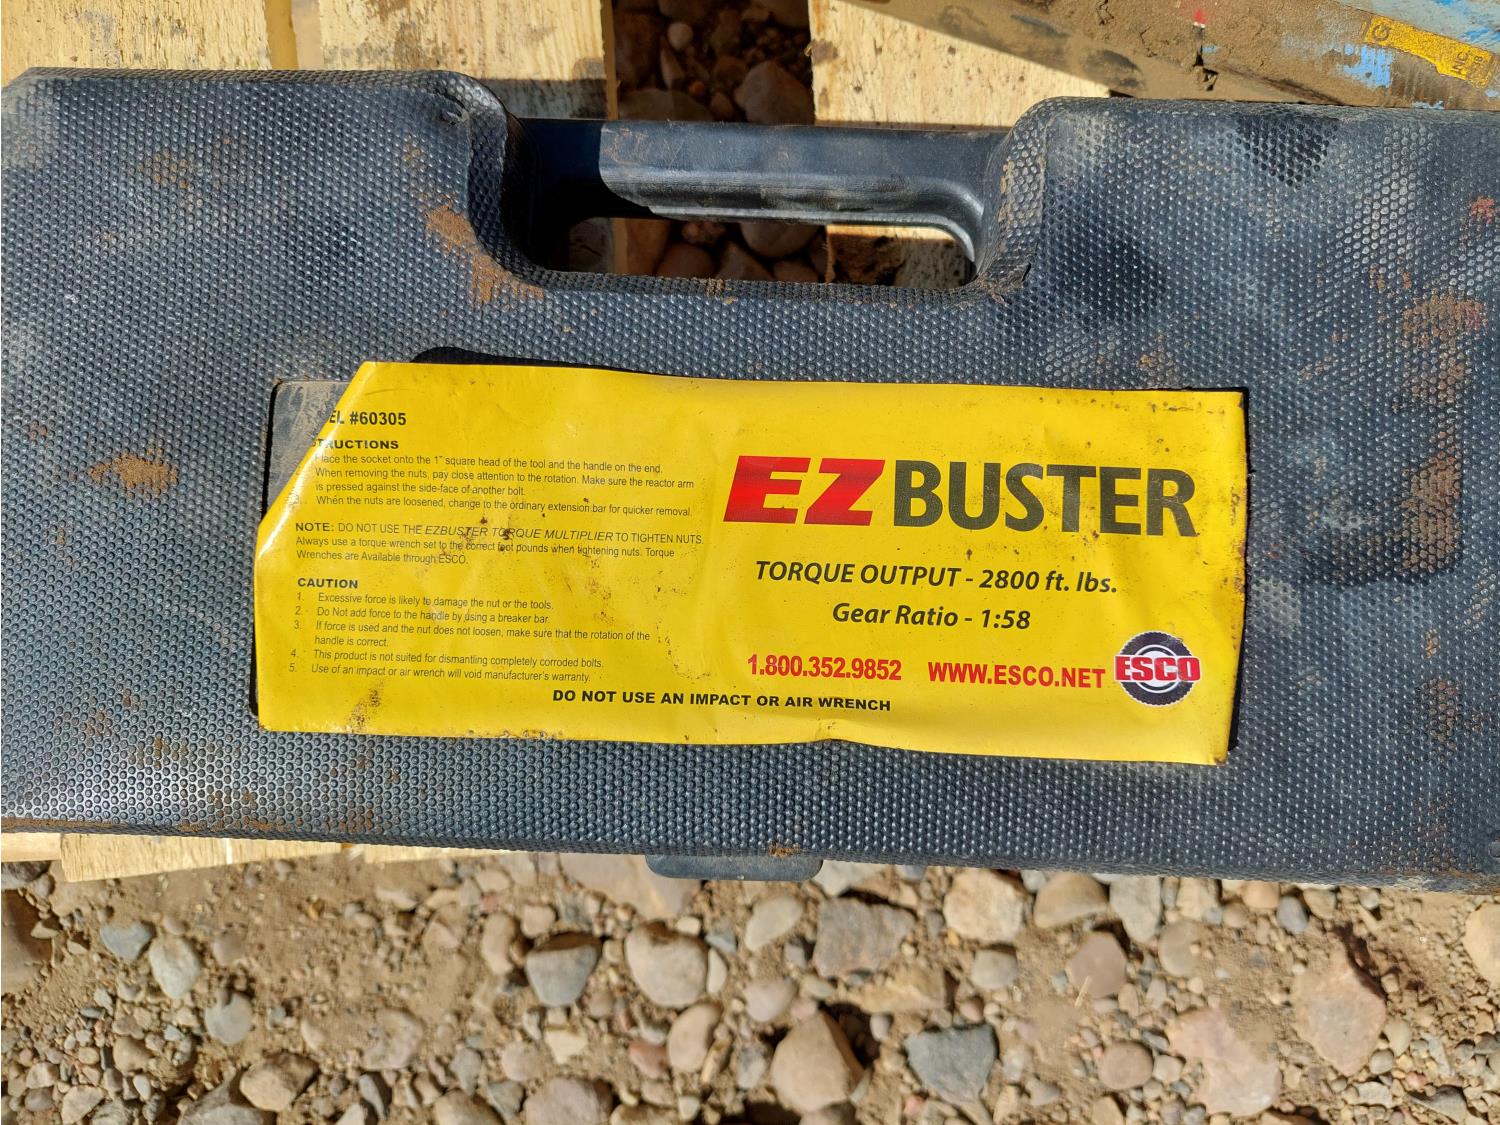 EL #60305
TRUCTIONS
Place the socket onto the 1" square head of the tool and the handle on the end.
When removing the nuts, pay close attention to the rotation. Make sure the reactor arm
is pressed against the side-face of another bolt.
3. When the nuts are loosened, change to the ordinary extension bar for quicker removal.
NOTE: DO NOT USE THE EZBUSTER TORQUE MULTIPLIER TO TIGHTEN NUTS.
Always use a torque wrench set to the correct foot pounds when tightening nuts. Torque
Wrenches are Available through ESCO.
CAUTION
1. Excessive force is likely to damage the nut or the tools.
2. Do Not add force to the handle by using a breaker bar.
3. If force is used and the nut does not loosen, make sure that the rotation of the
handle is correct.
4. This product is not suited for dismantling completely corroded bolts.
5. Use of an impact or air wrench will void manufacturer's warranty.
DO NOT USE AN IMPACT OR AIR WRENCH
EZ BUSTER
TORQUE OUTPUT - 2800 ft. lbs.
Gear Ratio - 1:58
1.800.352.9852 WWW.ESCO.NET
ESCO